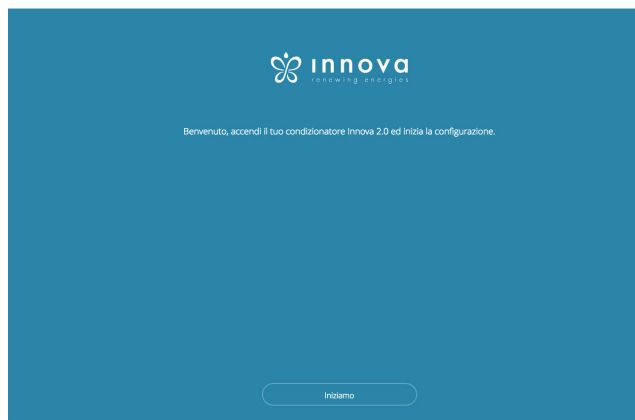 innova
renewing energies
Benvenuto, accendi il tuo condizionatore Innova 2.0 ed inizia la configurazione.
Iniziamo